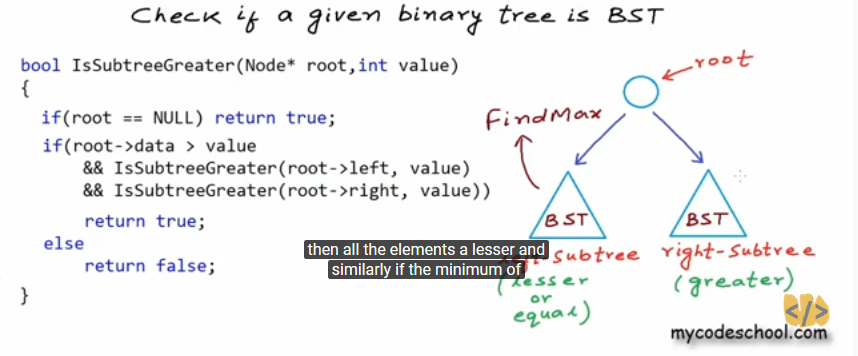 Check if a given binary tree is BST
bool IsSubtreeGreater(Node* root,int value)
{
if(root == NULL) return true;
if(root->data > value
&& IsSubtreeGreater(root->left, value)
&& IsSubtreeGreater(root->right, value))
return true;
else
return false;
}
root
FindMax
BST
BST
then all the elements a lesser and
similarly if the minimum of
-Subtree
right-Subtree
(lesser
or
equal)
(greater)
</>
mycodeschool.com